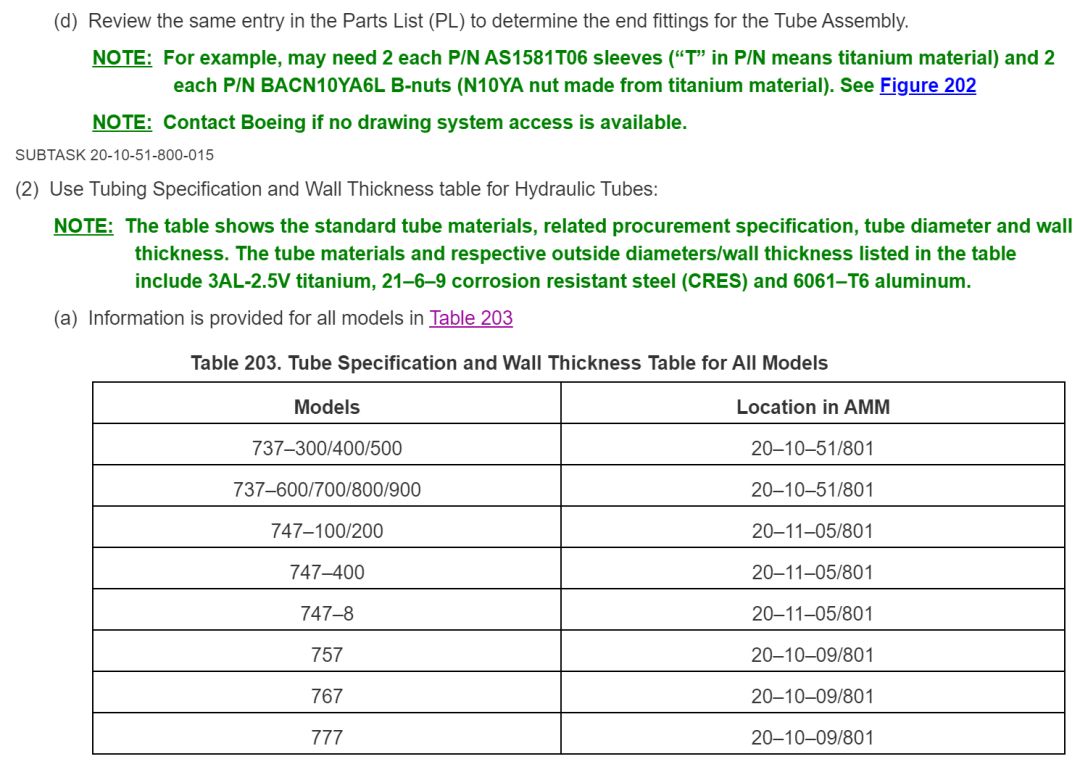 (d) Review the same entry in the Parts List (PL) to determine the end fittings for the Tube Assembly.
NOTE: For example, may need 2 each P/N AS1581T06 sleeves (“T” in P/N means titanium material) and 2
each P/N BACN10YA6L B-nuts (N10YA nut made from titanium material). See Figure 202
NOTE: Contact Boeing if no drawing system access is available.
SUBTASK 20-10-51-800-015
(2) Use Tubing Specification and Wall Thickness table for Hydraulic Tubes:
NOTE: The table shows the standard tube materials, related procurement specification, tube diameter and wall
thickness. The tube materials and respective outside diameters/wall thickness listed in the table
include 3AL-2.5V titanium, 21–6–9 corrosion resistant steel (CRES) and 6061–T6 aluminum.
(a) Information is provided for all models in Table 203
Table 203. Tube Specification and Wall Thickness Table for All Models
Models Location in AMM
737–300/400/500 20–10–51/801
737–600/700/800/900 20–10–51/801
747–100/200 20–11–05/801
747–400 20–11–05/801
747–8 20–11–05/801
757 20–10–09/801
767 20–10–09/801
777 20–10–09/801